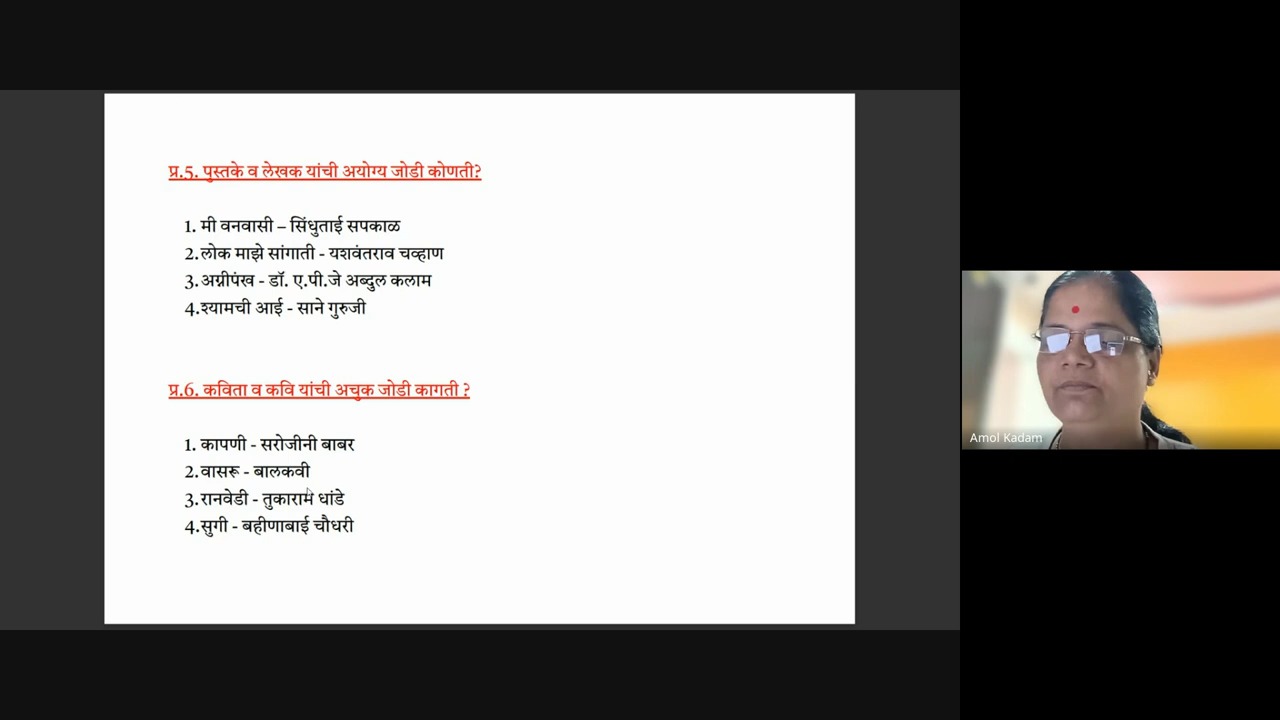 प्र.5. पुस्तके व लेखक यांची अयोग्य जोडी कोणती?
1. मी वनवासी – सिंधुताई सपकाळ
2. लोक माझे सांगाती - यशवंतराव चव्हाण
3. अग्नीपंख - डॉ. ए.पी.जे अब्दुल कलाम
4. श्यामची आई - साने गुरुजी
प्र.6. कविता व कवि यांची अचुक जोडी कागती ?
1. कापणी - सरोजीनी बाबर
2. वासरू - बालकवी
3. रानवेडी - तुकाराम धांडे
4. सुगी - बहीणाबाई चौधरी
Amol Kadam